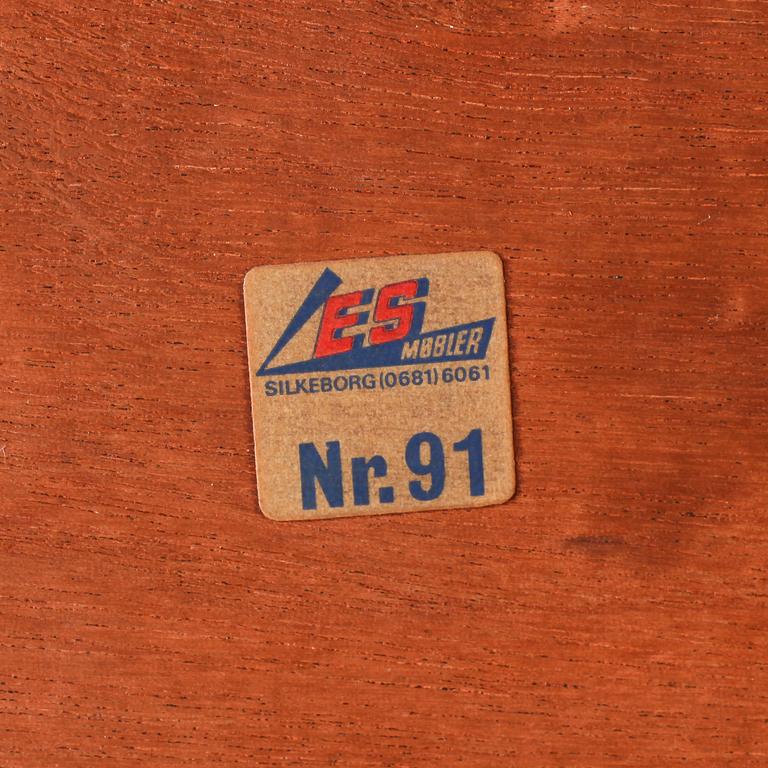 ES
MØBLER
SILKEBORG (0681) 6061
Nr. 91